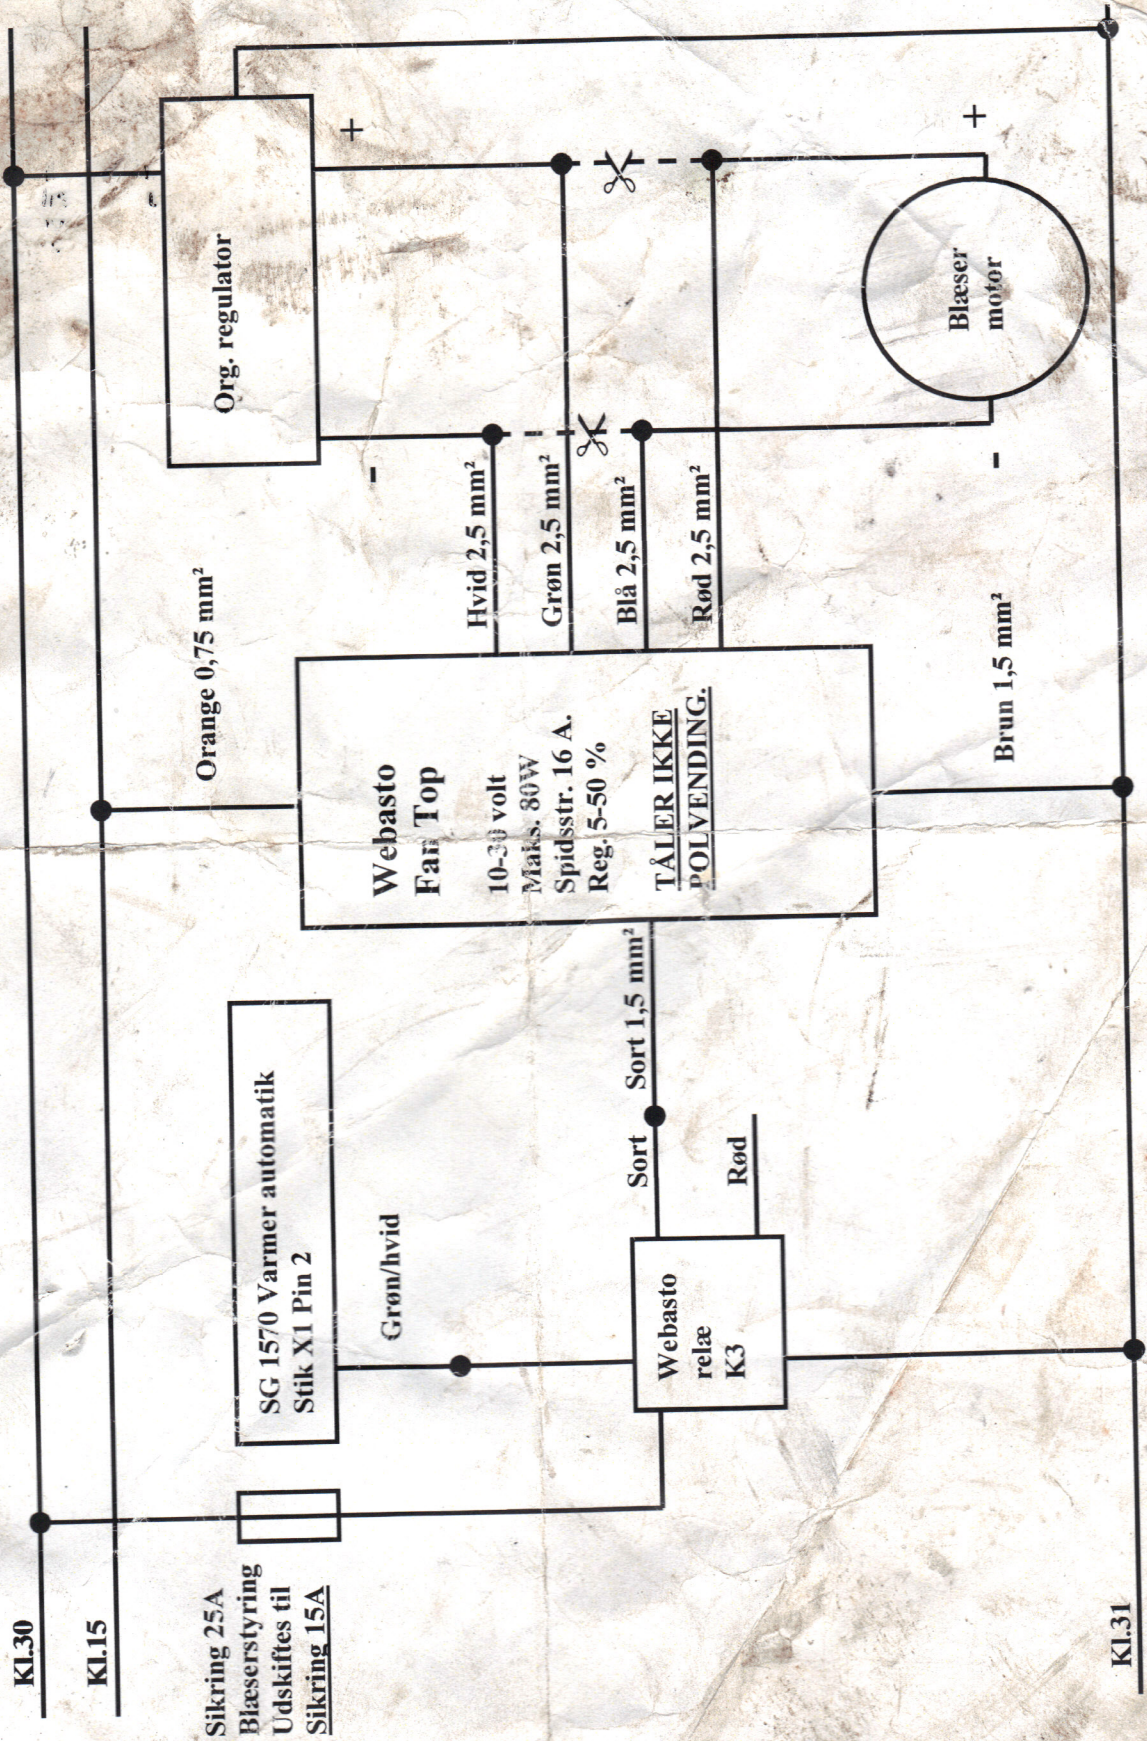 Kl.30
Kl.15
Sikring 25A
Blæserstyring
Udskiftes til
Sikring 15A
SG 1570 Varmer automatik
Stik X1 Pin 2
Grøn/hvid
Webasto
relæ
K3
Sort
Rød
Sort 1,5 mm²
Orange 0,75 mm²
Webasto
Fan Top
10-30 volt
Maks. 80W
Spidsstr. 16 A.
Reg. 5-50 %
TÅLER IKKE
POLVENDING.
Hvid 2,5 mm²
Grøn 2,5 mm²
Blå 2,5 mm²
Rød 2,5 mm²
Brun 1,5 mm²
Org. regulator
-
+
Blæser
motor
-
+
Kl.31